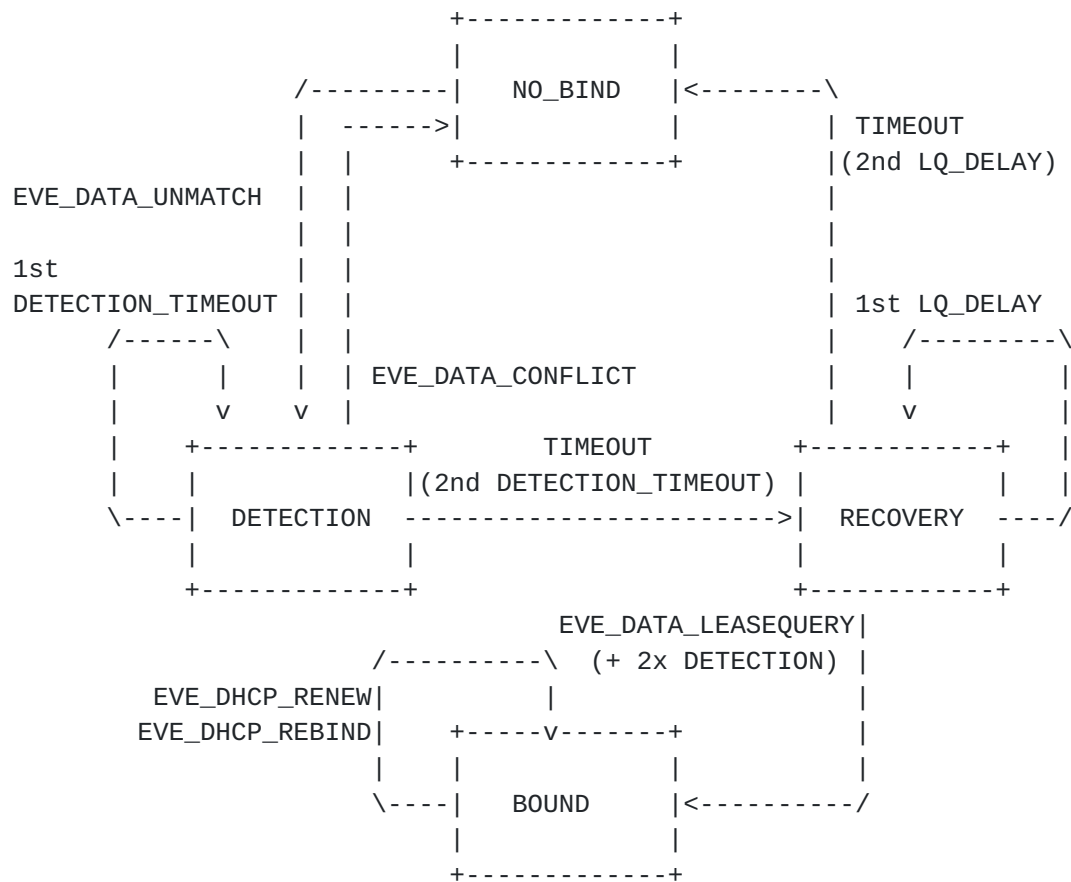 NO_BIND
TIMEOUT
(2nd LQ_DELAY)
EVE_DATA_UNMATCH
1st
DETECTION_TIMEOUT
1st LQ_DELAY
EVE_DATA_CONFLICT
TIMEOUT
(2nd DETECTION_TIMEOUT)
DETECTION
RECOVERY
EVE_DATA_LEASEQUERY
(+ 2x DETECTION)
EVE_DHCP_RENEW
EVE_DHCP_REBIND
BOUND